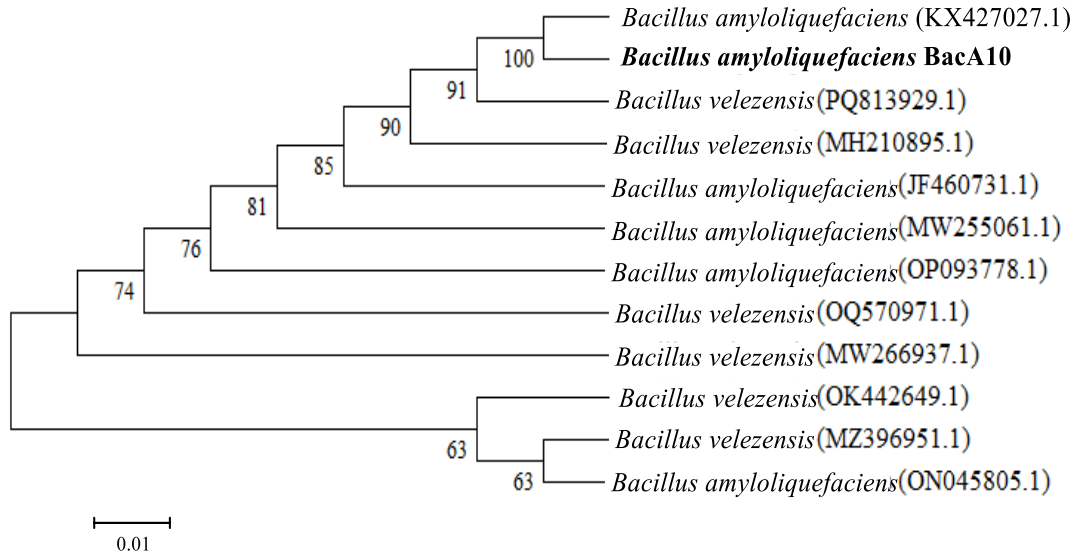 Bacillus amyloliquefaciens (KX427027.1)
Bacillus amyloliquefaciens BacA10
100
91
Bacillus velezensis(PQ813929.1)
90
Bacillus velezensis(MH210895.1)
85
Bacillus amyloliquefaciens(JF460731.1)
81
Bacillus amyloliquefaciens(MW255061.1)
76
Bacillus amyloliquefaciens(OP093778.1)
74
Bacillus velezensis(OQ570971.1)
Bacillus velezensis(MW266937.1)
Bacillus velezensis(OK442649.1)
63
Bacillus velezensis(MZ396951.1)
63
Bacillus amyloliquefaciens(ON045805.1)
0.01